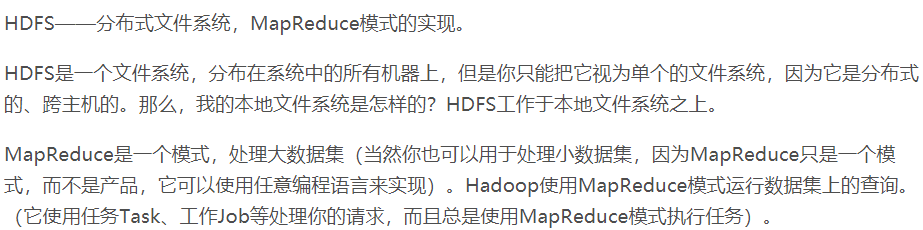 HDFS——分布式文件系统，MapReduce模式的实现。
HDFS是一个文件系统，分布在系统中的所有机器上，但是你只能把它视为单个的文件系统，因为它是分布式
的、跨主机的。那么，我的本地文件系统是怎样的？HDFS工作于本地文件系统之上。
MapReduce是一个模式，处理大数据集（当然你也可以用于处理小数据集，因为MapReduce只是一个模
式，而不是产品，它可以使用任意编程语言来实现）。Hadoop使用MapReduce模式运行数据集上的查询。
（它使用任务Task、工作Job等处理你的请求，而且总是使用MapReduce模式执行任务）。